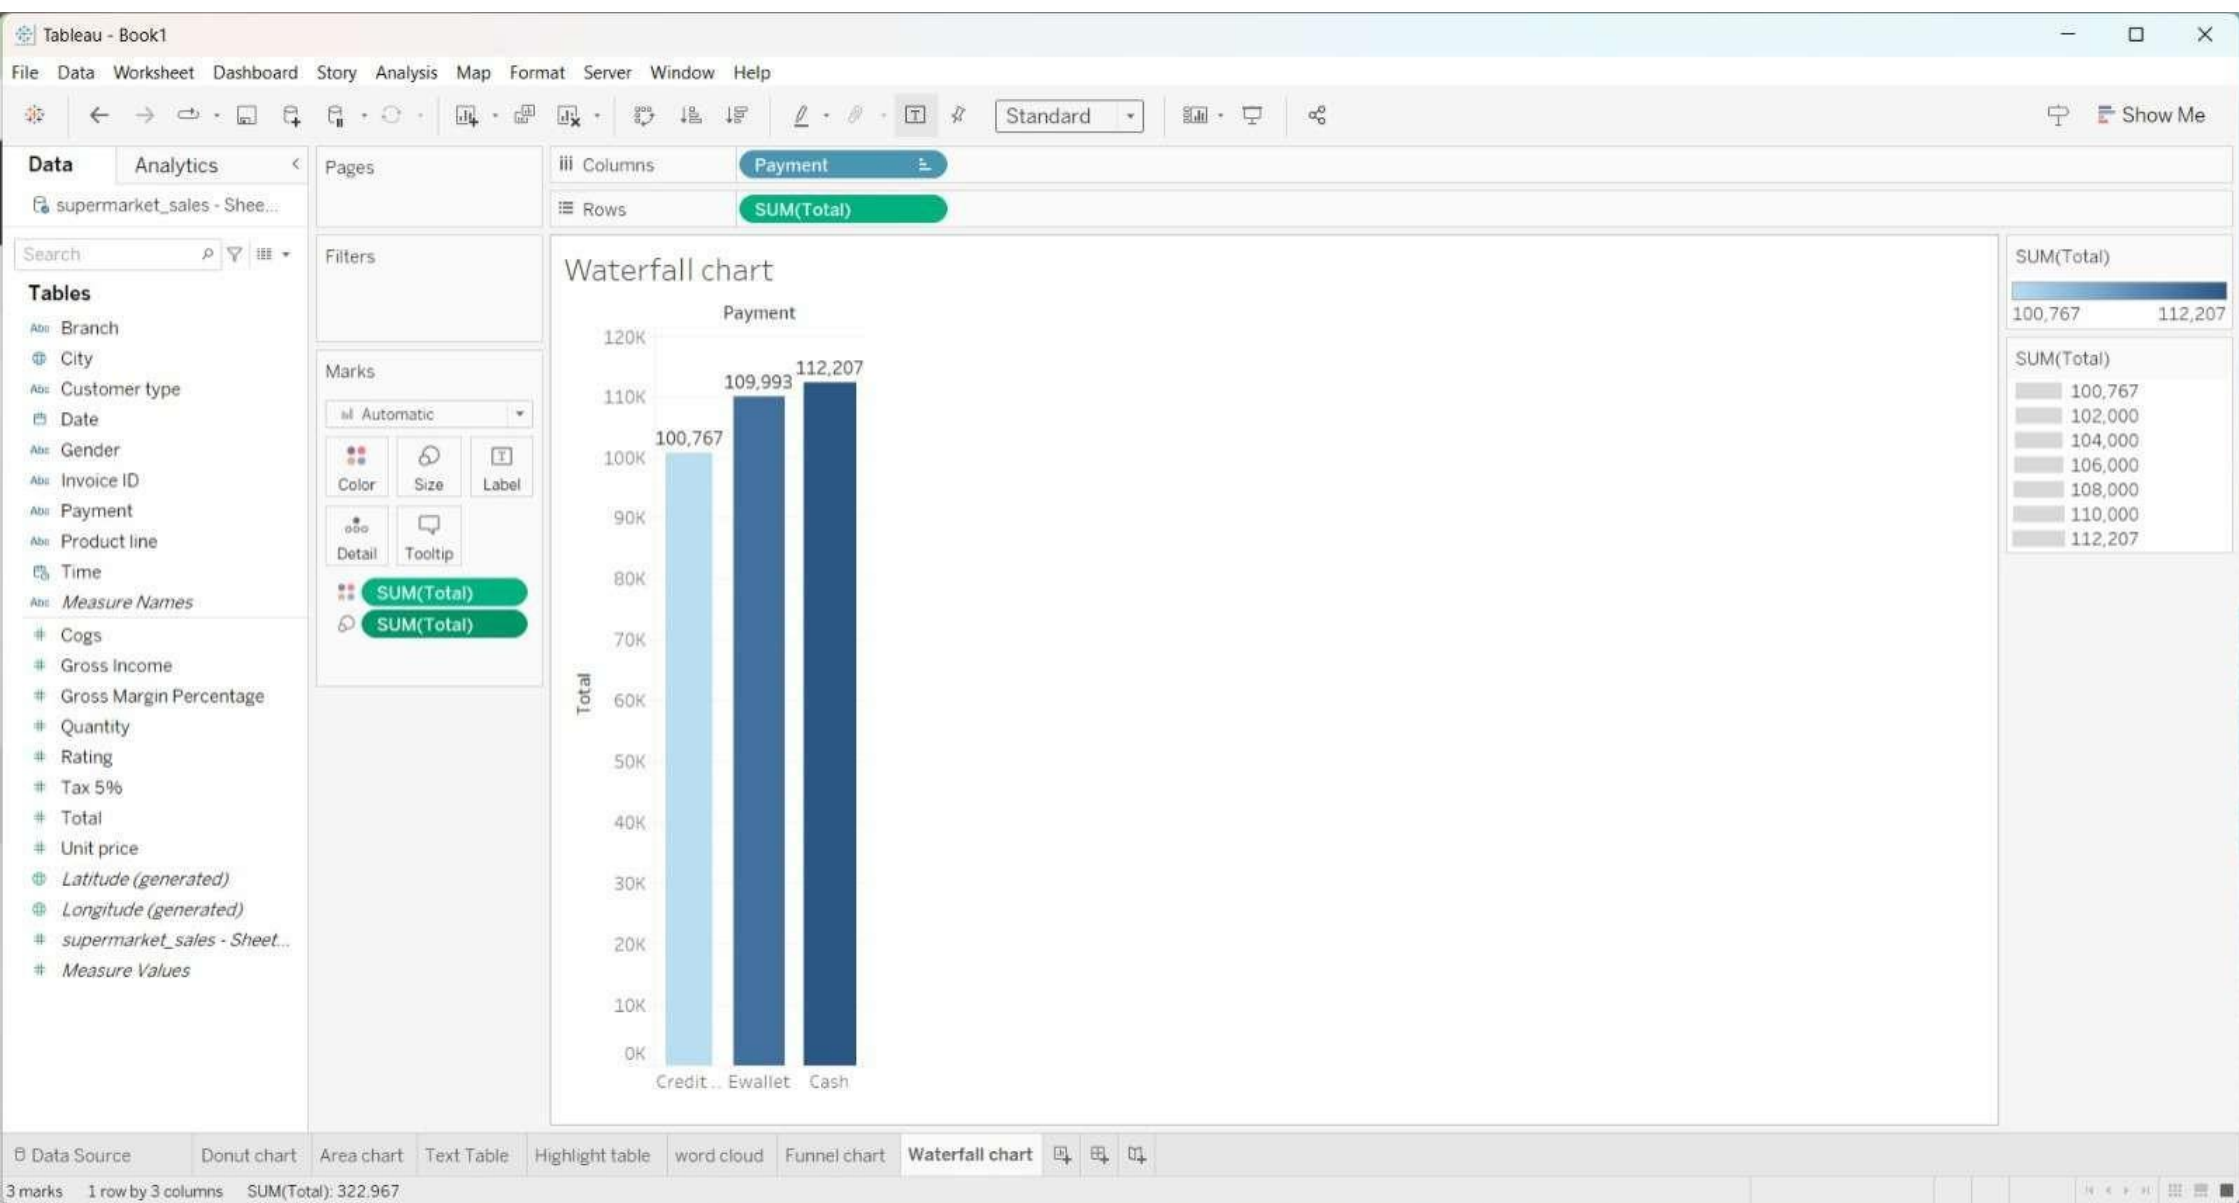 Tableau - Book1
File Data Worksheet Dashboard Story Analysis Map Format Server Window Help
Standard
Show Me
Data Analytics
supermarket_sales - Shee...
Search
Tables
Abc Branch
City
Abc Customer type
Date
Abc Gender
Abc Invoice ID
Abc Payment
Abc Product line
Time
Abc Measure Names
# Cogs
# Gross Income
# Gross Margin Percentage
# Quantity
# Rating
# Tax 5%
# Total
# Unit price
Latitude (generated)
Longitude (generated)
# supermarket_sales - Sheet...
# Measure Values
Pages
Filters
Marks
Automatic
Color Size Label
Detail Tooltip
SUM(Total)
SUM(Total)
Columns Payment
Rows SUM(Total)
Waterfall chart
Payment
120K
110K
100K
90K
80K
70K
60K
50K
40K
30K
20K
10K
0K
Total
100,767
109,993
112,207
Credit.. Ewallet Cash
SUM(Total)
100,767 112,207
SUM(Total)
100,767
102,000
104,000
106,000
108,000
110,000
112,207
Data Source Donut chart Area chart Text Table Highlight table word cloud Funnel chart Waterfall chart
3 marks 1 row by 3 columns SUM(Total): 322.967